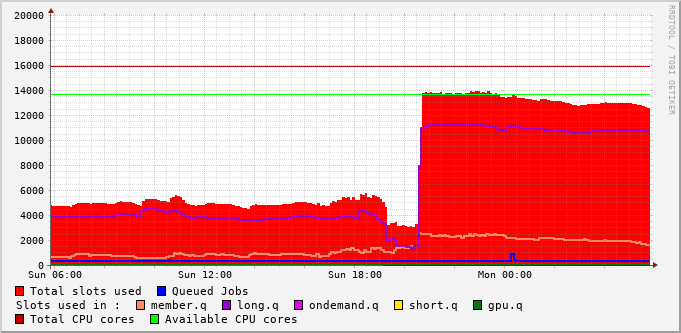 20000
18000
16000
14000
12000
10000
8000
6000
4000
2000
0
Sun 06:00 Sun 12:00 Sun 18:00 Mon 00:00
Total slots used Queued Jobs
Slots used in : member.q long.q ondemand.q short.q gpu.q
Total CPU cores Available CPU cores
RRDTOOL / TOBI OETIKER